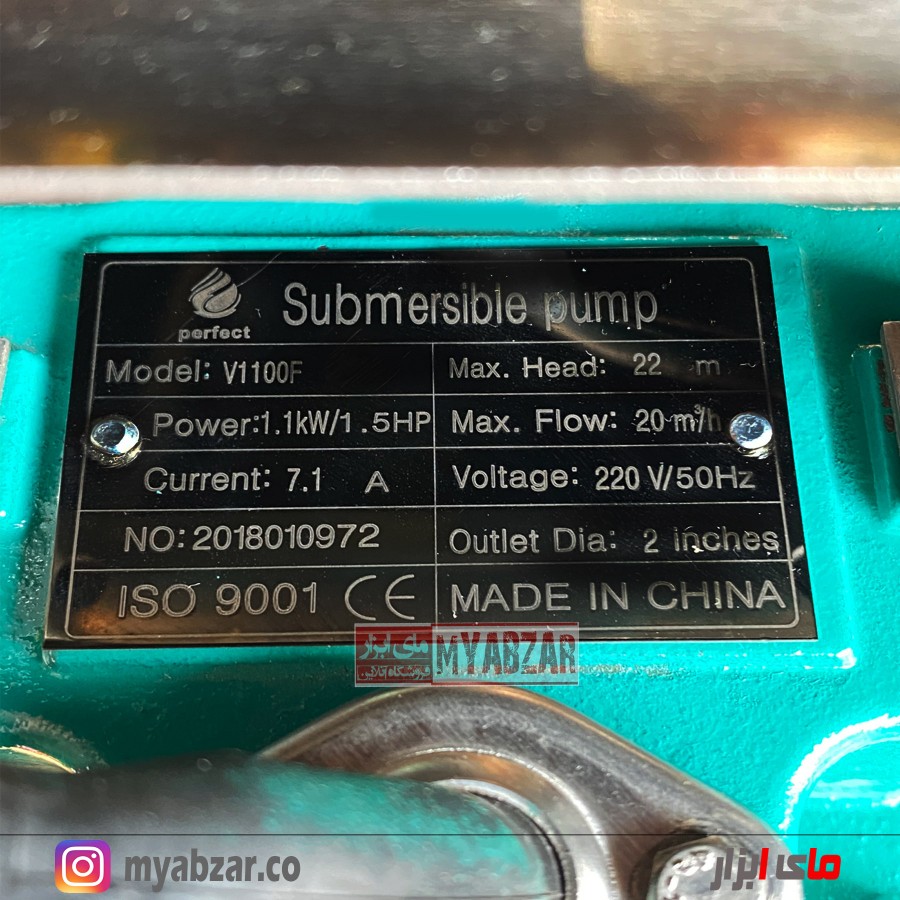 perfect
Submersible pump
Model: V1100F
Max. Head: 22 m
Power: 1.1kW/1.5HP
Max. Flow: 20 m³/h
Current: 7.1 A
Voltage: 220 V/50Hz
NO: 2018010972
Outlet Dia: 2 inches
ISO 9001 CE
MADE IN CHINA
مای ابزار
فروشگاه آنلاین
MYABZAR
myabzar.co
مای ابزار